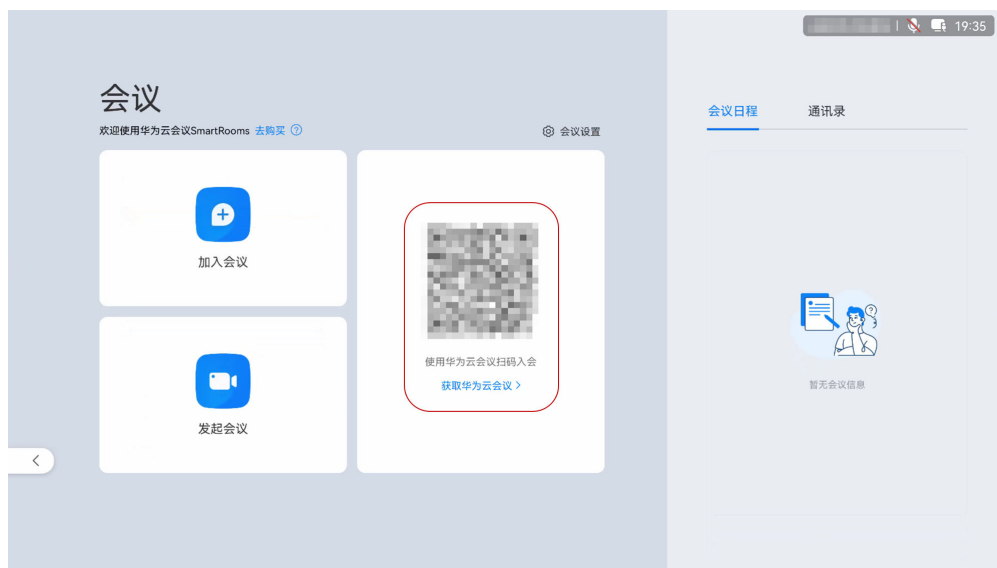 19:35
会议
欢迎使用华为云会议SmartRooms 去购买 ?
会议设置
加入会议
发起会议
使用华为云会议扫码入会
获取华为云会议 >
会议日程 通讯录
暂无会议信息